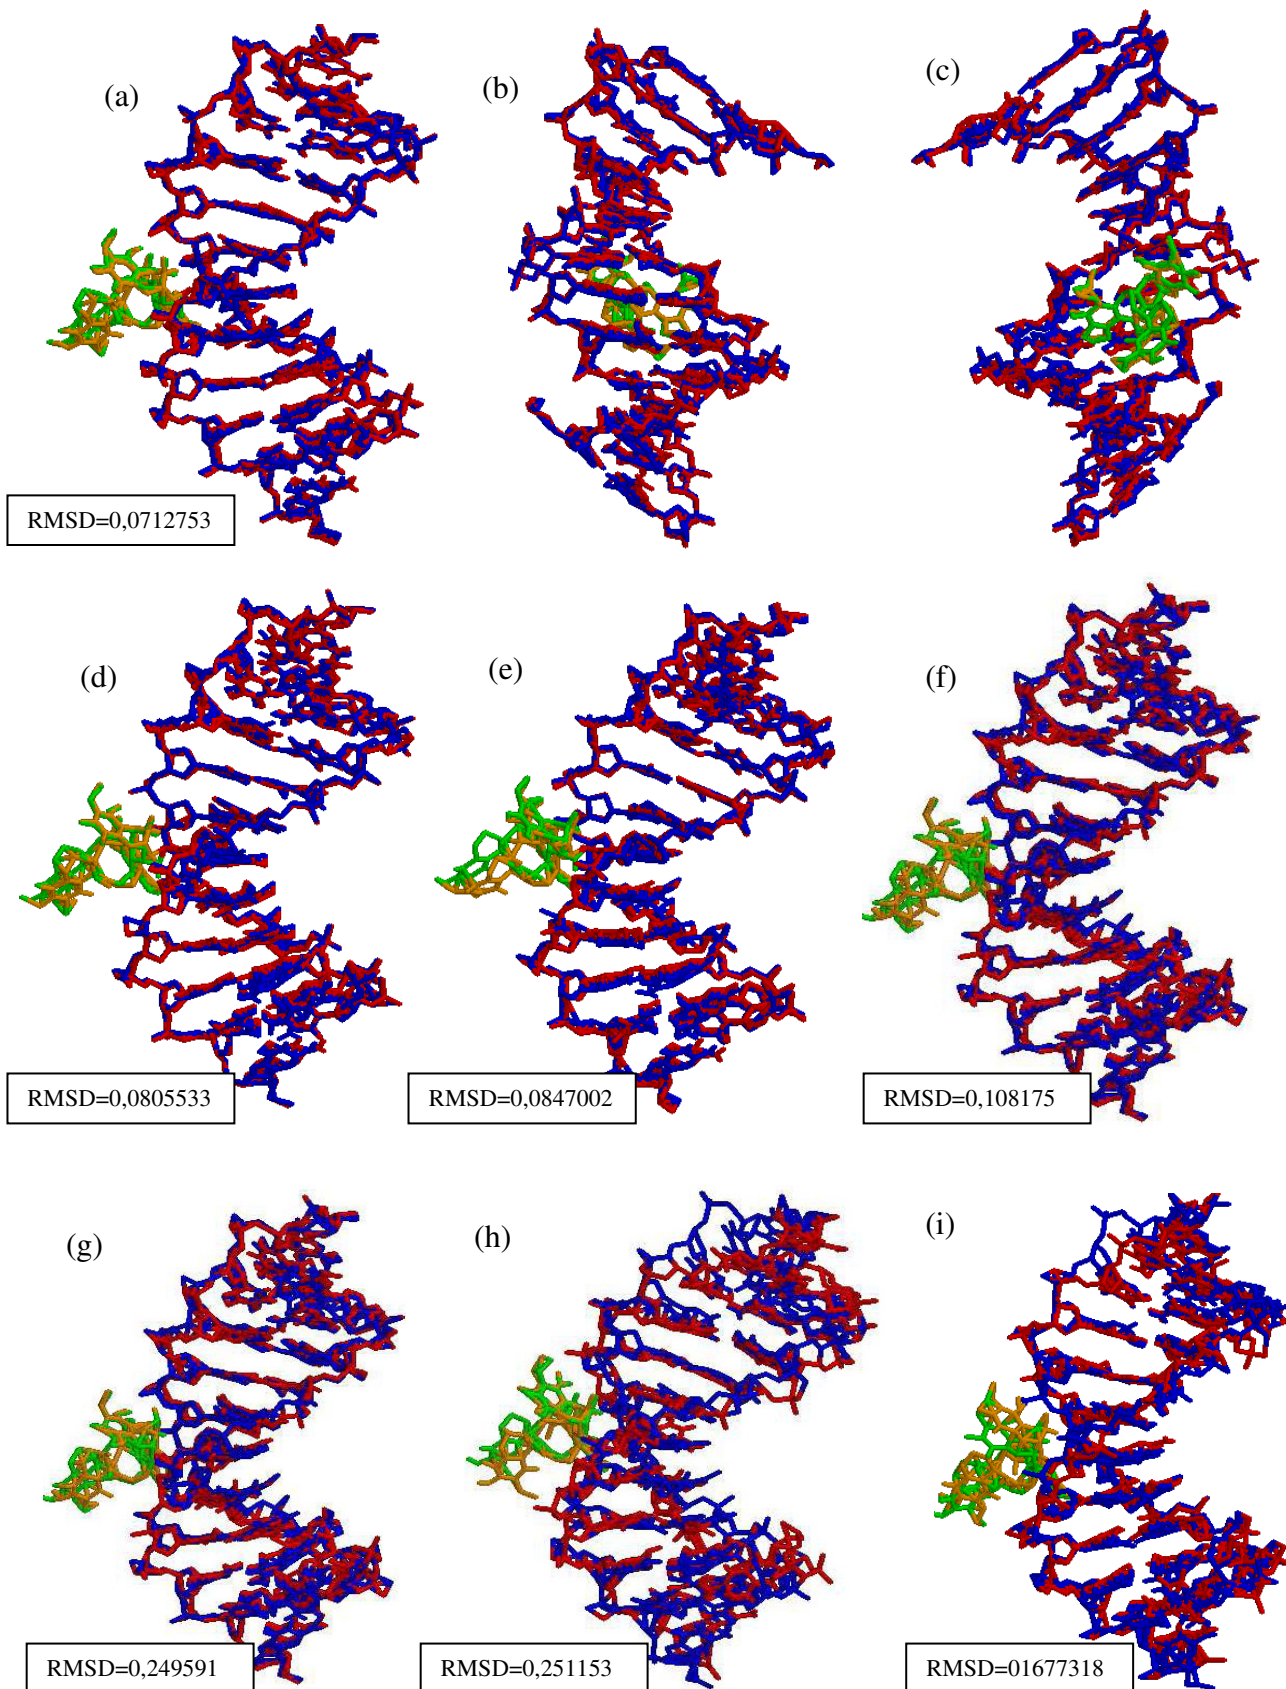 (a)
(b)
(c)
RMSD=0,0712753
(d)
(e)
(f)
RMSD=0,0805533
RMSD=0,0847002
RMSD=0,108175
(g)
(h)
(i)
RMSD=0,249591
RMSD=0,251153
RMSD=01677318